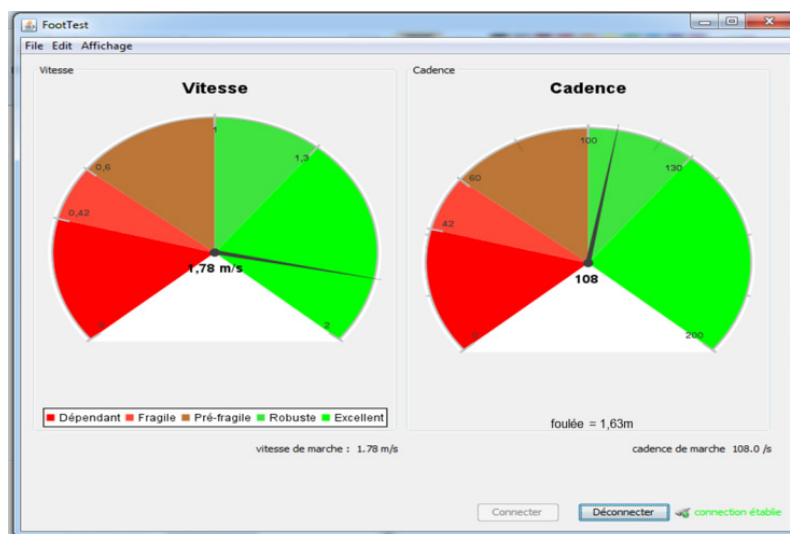 FootTest
File Edit Affichage
Vitesse
Vitesse
0
0,42
0,6
1
1,3
2
1,78 m/s
Dépendant Fragile Pré-fragile Robuste Excellent
vitesse de marche : 1.78 m/s
Cadence
Cadence
0
42
60
100
130
200
108
foulée = 1,63m
cadence de marche 108.0 /s
Connecter
Déconnecter
connection établie